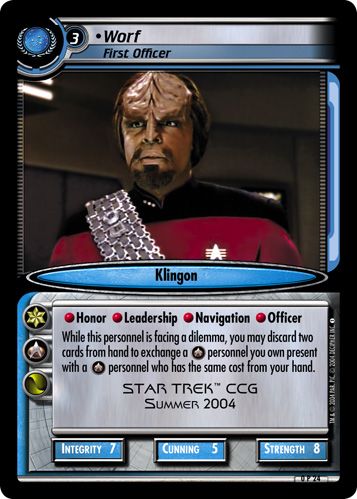 3 •Worf
First Officer
Klingon
Honor Leadership Navigation Officer
While this personnel is facing a dilemma, you may discard two
cards from hand to exchange a personnel you own present
with a personnel who has the same cost from your hand.
STAR TREK™ CCG
SUMMER 2004
INTEGRITY 7 CUNNING 5 STRENGTH 8
0 P 24